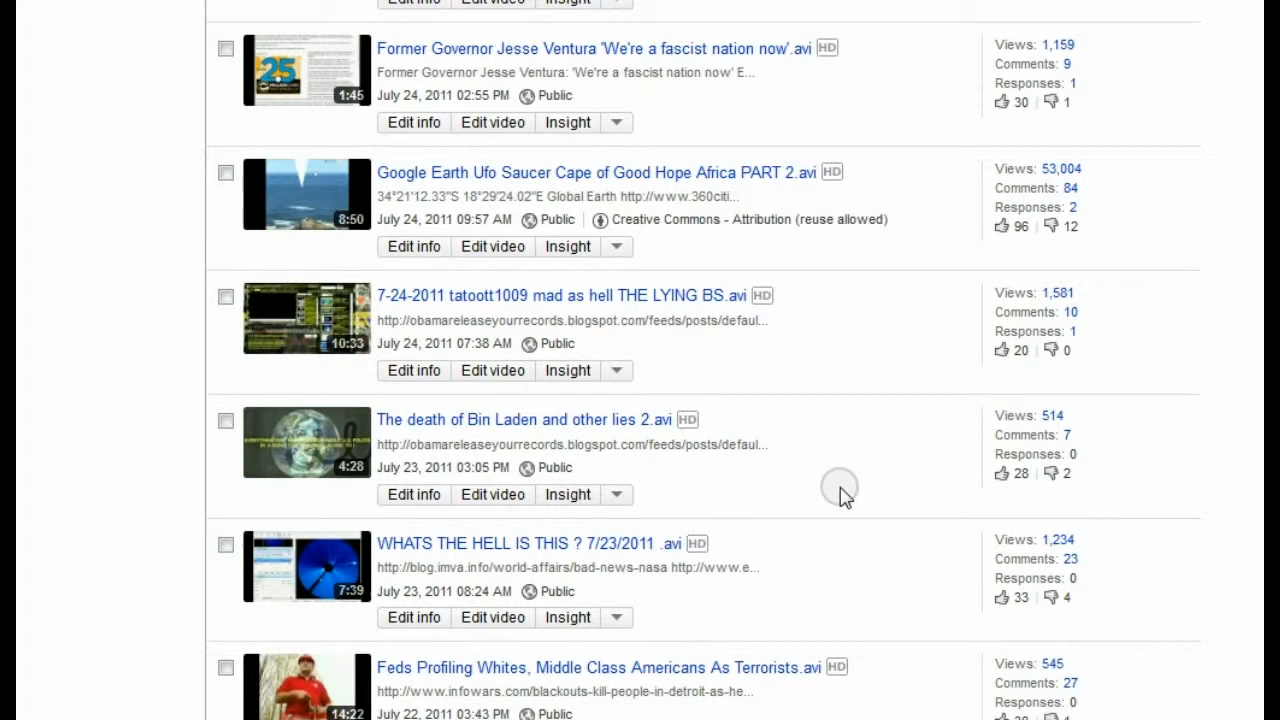 Edit info Edit video Insight
Former Governor Jesse Ventura 'We're a fascist nation now'.avi HD
Views: 1,159
Former Governor Jesse Ventura: 'We're a fascist nation now' E...
Comments: 9
Responses: 1
July 24, 2011 02:55 PM Public
30 1
25
1:45
Edit info Edit video Insight
Google Earth Ufo Saucer Cape of Good Hope Africa PART 2.avi HD
Views: 53,004
34°21'12.33"S 18°29'24.02"E Global Earth http://www.360citi...
Comments: 84
Responses: 2
July 24, 2011 09:57 AM Public Creative Commons - Attribution (reuse allowed)
96 12
8:50
Edit info Edit video Insight
7-24-2011 tatoott1009 mad as hell THE LYING BS.avi HD
Views: 1,581
http://obamareleaseyourrecords.blogspot.com/feeds/posts/defaul...
Comments: 10
Responses: 1
July 24, 2011 07:38 AM Public
20 0
10:33
Edit info Edit video Insight
The death of Bin Laden and other lies 2.avi HD
Views: 514
http://obamareleaseyourrecords.blogspot.com/feeds/posts/defaul...
Comments: 7
Responses: 0
July 23, 2011 03:05 PM Public
28 2
4:28
Edit info Edit video Insight
WHATS THE HELL IS THIS ? 7/23/2011 .avi HD
Views: 1,234
http://blog.imva.info/world-affairs/bad-news-nasa http://www.e...
Comments: 23
Responses: 0
July 23, 2011 08:24 AM Public
33 4
7:39
Edit info Edit video Insight
Feds Profiling Whites, Middle Class Americans As Terrorists.avi HD
Views: 545
http://www.infowars.com/blackouts-kill-people-in-detroit-as-he...
Comments: 27
Responses: 0
July 22, 2011 03:43 PM Public
14:22